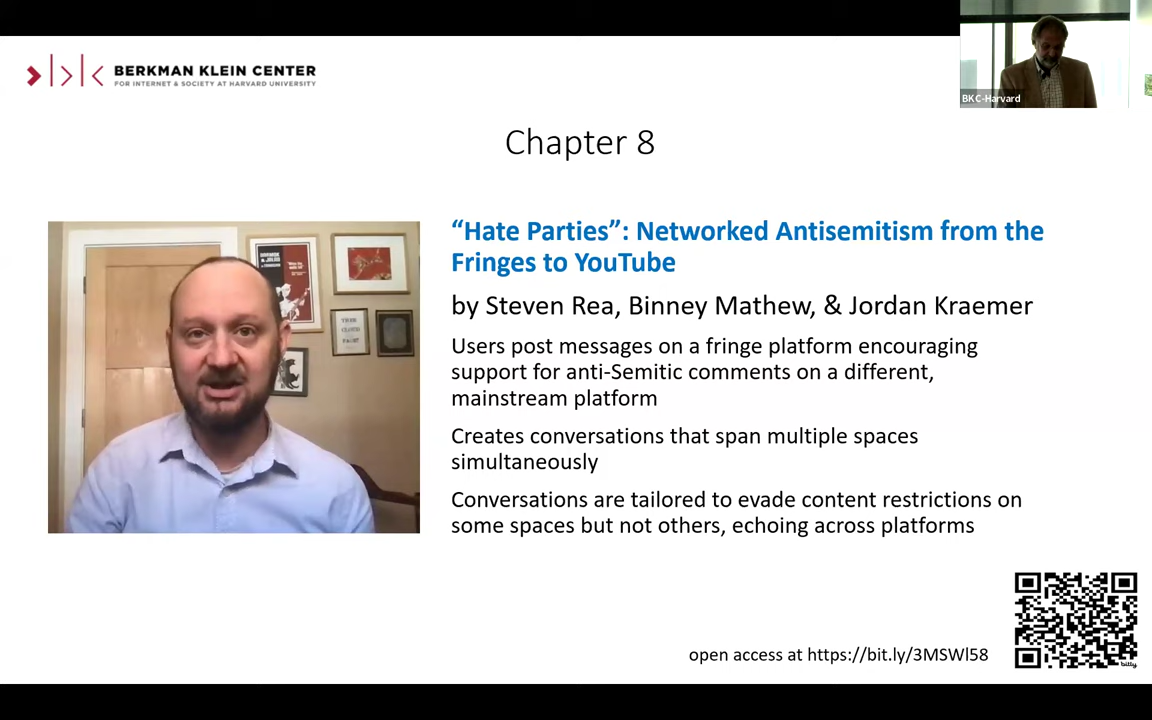 BERKMAN KLEIN CENTER
FOR INTERNET & SOCIETY AT HARVARD UNIVERSITY
BKC-Harvard
Chapter 8
“Hate Parties”: Networked Antisemitism from the
Fringes to YouTube
by Steven Rea, Binney Mathew, & Jordan Kraemer
Users post messages on a fringe platform encouraging
support for anti-Semitic comments on a different,
mainstream platform
Creates conversations that span multiple spaces
simultaneously
Conversations are tailored to evade content restrictions on
some spaces but not others, echoing across platforms
open access at https://bit.ly/3MSWl58
bitly